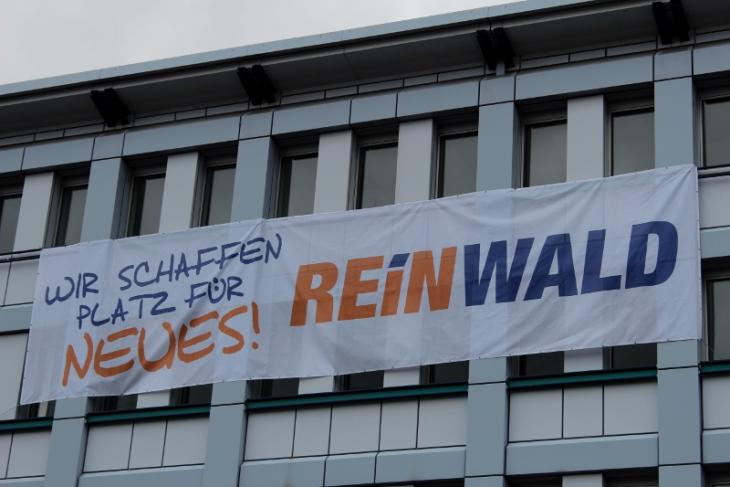 WIR SCHAFFEN
PLATZ FÜR
NEUES!
REINWALD